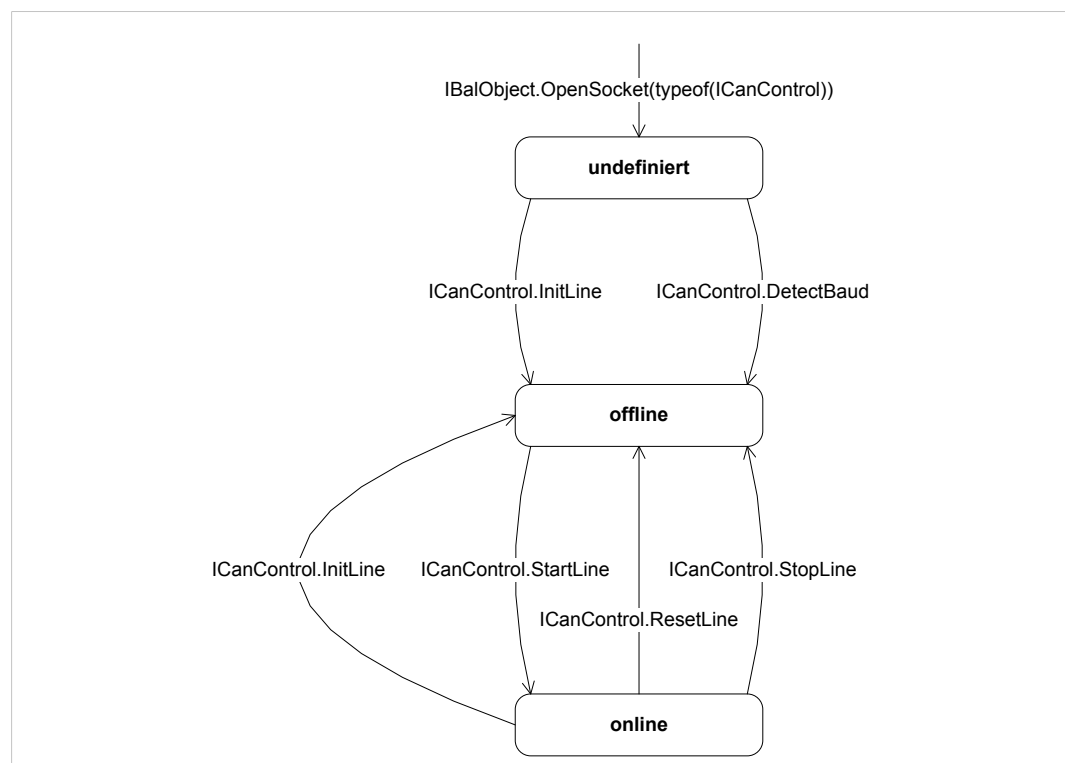 IBalObject.OpenSocket(typeof(ICanControl))
undefiniert
ICanControl.InitLine
ICanControl.DetectBaud
offline
ICanControl.InitLine
ICanControl.StartLine
ICanControl.StopLine
ICanControl.ResetLine
online